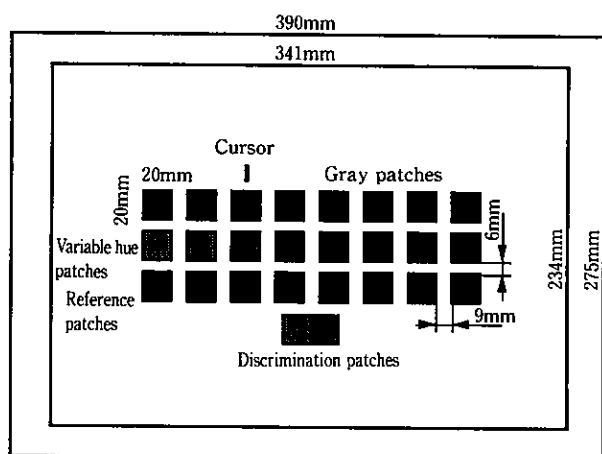 390mm
341mm
Cursor
20mm
Gray patches
20mm
6mm
Variable hue
patches
234mm
275mm
Reference
patches
9mm
Discrimination patches